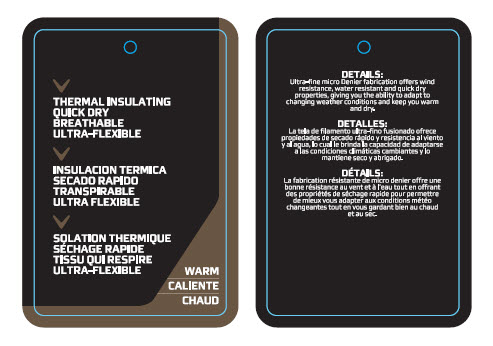 THERMAL INSULATING
QUICK DRY
BREATHABLE
ULTRA-FLEXIBLE
INSULACION TERMICA
SECADO RAPIDO
TRANSPIRABLE
ULTRA FLEXIBLE
SOLATION THERMIQUE
SÉCHAGE RAPIDE
TISSU QUI RESPIRE
ULTRA-FLEXIBLE
WARM
CALIENTE
CHAUD
DETAILS:
Ultra-fine micro Denier fabrication offers wind
resistance, water resistant and quick dry
properties, giving you the ability to adapt to
changing weather conditions and keep you warm
and dry.
DETALLES:
La tela de filamento ultra-fino fusionado ofrece
propiedades de secado rápido y resistencia al viento
y al agua, lo cual le brinda la capacidad de adaptarse
a las condiciones climáticas cambiantes y lo
mantiene seco y abrigado.
DÉTAILS:
La fabrication résistante de micro denier offre une
bonne résistance au vent et à l'eau tout en offrant
des propriétés de séchage rapide pour permettre
de mieux vous adapter aux conditions météo
changeantes tout en vous gardant bien au chaud
et au sec.